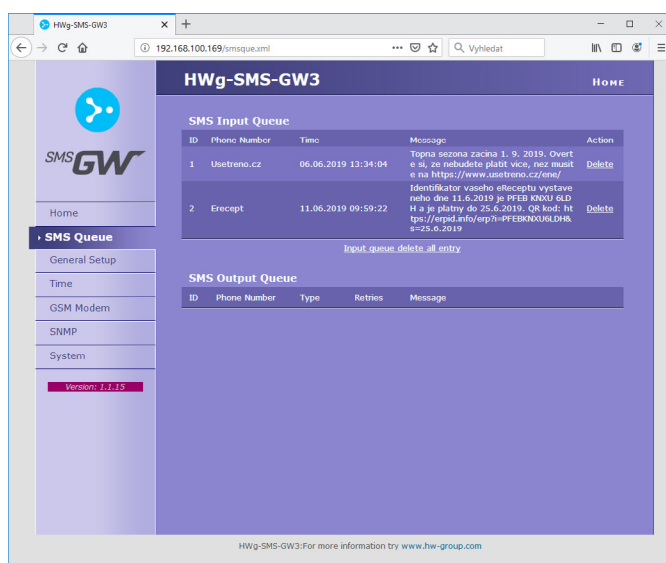 HWg-SMS-GW3
192.168.100.169/smsque.xml
Vyhledat
HWg-SMS-GW3
HOME
SMS GW
Home
SMS Queue
General Setup
Time
GSM Modem
SNMP
System
Version: 1.1.15
SMS Input Queue
ID Phone Number Time Message Action
1 Usetreno.cz 06.06.2019 13:34:04 Topna sezona zacina 1. 9. 2019. Overt
e si, ze nebudete platit vice, nez musit
e na https://www.usetreno.cz/ene/ Delete
2 Erecept 11.06.2019 09:59:22 Identifikator vaseho eReceptu vystave
neho dne 11.6.2019 je PFEB KNXU 6LD
H a je platny do 25.6.2019. QR kod: ht
tps://erpid.info/erp?i=PFEBKNXU6LDH&
s=25.6.2019 Delete
Input queue delete all entry
SMS Output Queue
ID Phone Number Type Retries Message
HWg-SMS-GW3:For more information try www.hw-group.com